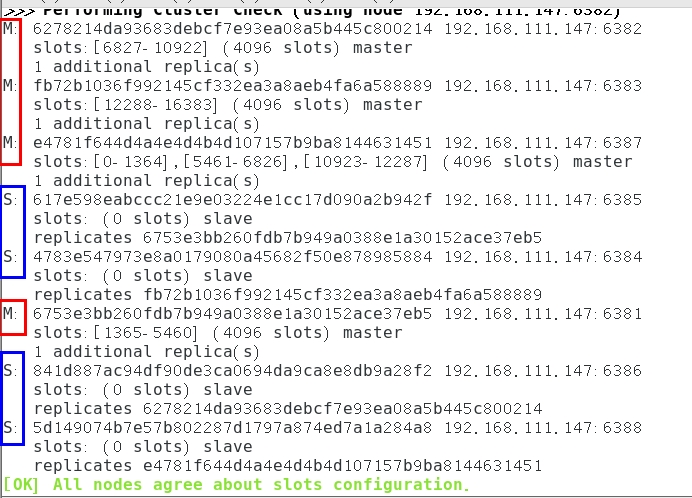 >>> Performing Cluster Check (using node 192.168.111.147:6382)
M: 6278214da93683debcf7e93ea08a5b445c800214 192.168.111.147:6382
slots:[6827-10922] (4096 slots) master
1 additional replica(s)
M: fb72b1036f992145cf332ea3a8aeb4fa6a588889 192.168.111.147:6383
slots:[12288-16383] (4096 slots) master
1 additional replica(s)
M: e4781f644d4a4e4d4b4d107157b9ba8144631451 192.168.111.147:6387
slots:[0-1364],[5461-6826],[10923-12287] (4096 slots) master
1 additional replica(s)
S: 617e598eabccc21e9e03224e1cc17d090a2b942f 192.168.111.147:6385
slots: (0 slots) slave
replicates 6753e3bb260fdb7b949a0388e1a30152ace37eb5
S: 4783e547973e8a0179080a45682f50e878985884 192.168.111.147:6384
slots: (0 slots) slave
replicates fb72b1036f992145cf332ea3a8aeb4fa6a588889
M: 6753e3bb260fdb7b949a0388e1a30152ace37eb5 192.168.111.147:6381
slots:[1365-5460] (4096 slots) master
1 additional replica(s)
S: 841d887ac94df90de3ca0694da9ca8e8db9a28f2 192.168.111.147:6386
slots: (0 slots) slave
replicates 6278214da93683debcf7e93ea08a5b445c800214
S: 5d149074b7e57b802287d1797a874ed7a1a284a8 192.168.111.147:6388
slots: (0 slots) slave
replicates e4781f644d4a4e4d4b4d107157b9ba8144631451
[OK] All nodes agree about slots configuration.